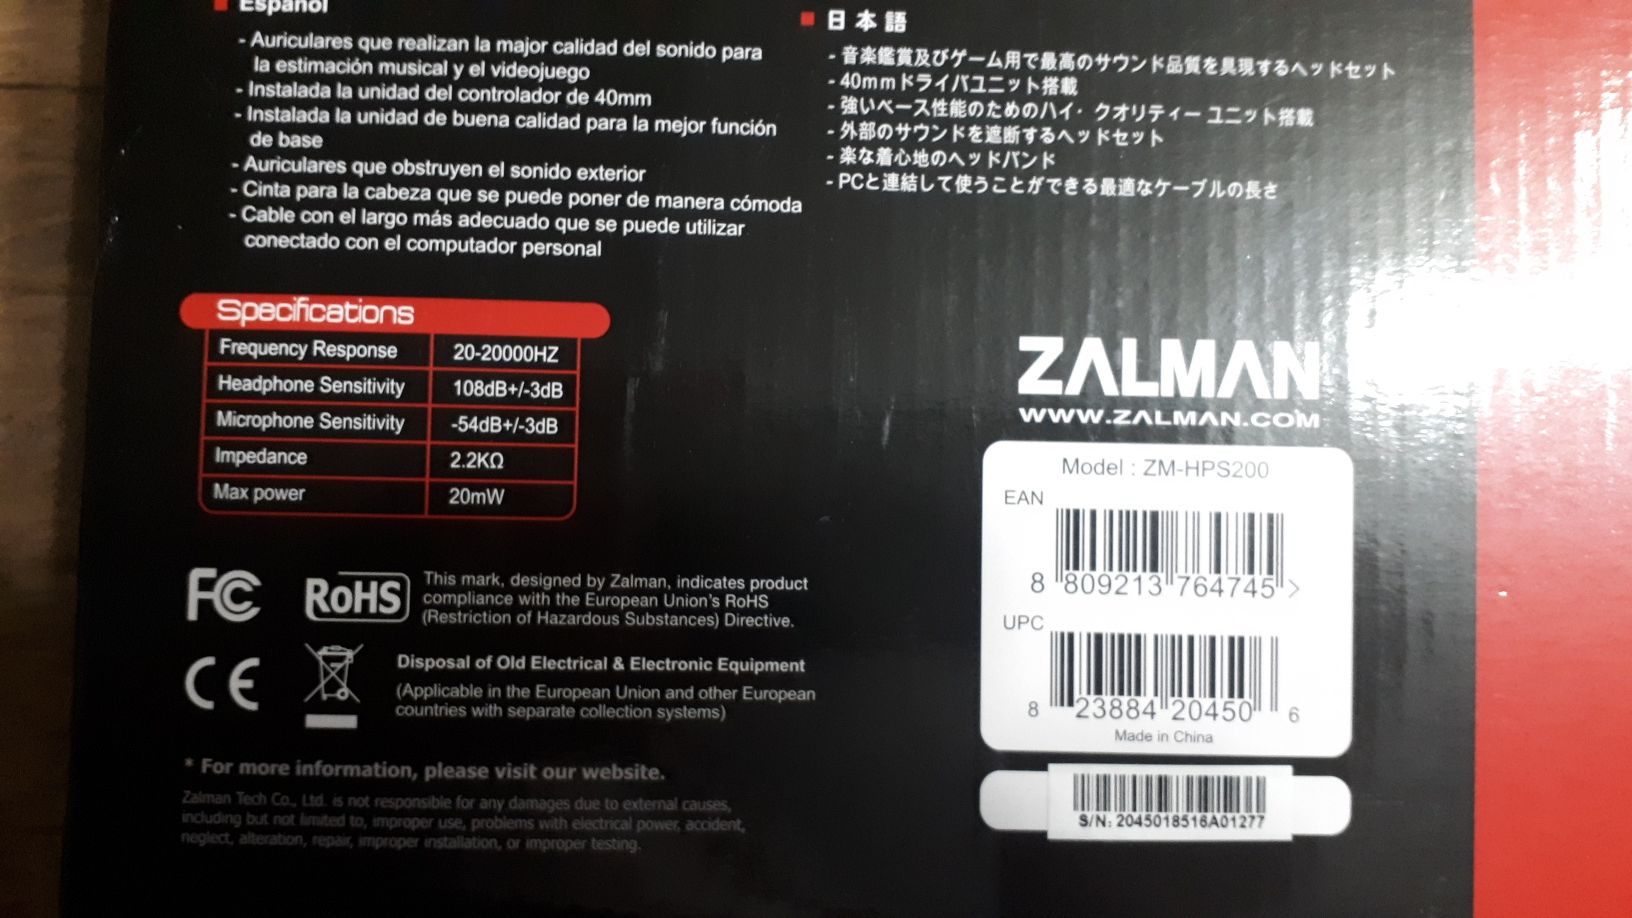 Español
- Auriculares que realizan la major calidad del sonido para
la estimación musical y el videojuego
- Instalada la unidad del controlador de 40mm
- Instalada la unidad de buena calidad para la mejor función
de base
- Auriculares que obstruyen el sonido exterior
- Cinta para la cabeza que se puede poner de manera cómoda
- Cable con el largo más adecuado que se puede utilizar
conectado con el computador personal
日本語
- 音楽鑑賞及びゲーム用で最高のサウンド品質を具現するヘッドセット
- 40mmドライバユニット搭載
- 強いベース性能のためのハイ・クオリティー ユニット搭載
- 外部のサウンドを遮断するヘッドセット
- 楽な着心地のヘッドバンド
- PCと連結して使うことができる最適なケーブルの長さ
Specifications
Frequency Response 20-20000HZ
Headphone Sensitivity 108dB+/-3dB
Microphone Sensitivity -54dB+/-3dB
Impedance 2.2KΩ
Max power 20mW
FC
RoHS
This mark, designed by Zalman, indicates product
compliance with the European Union's RoHS
(Restriction of Hazardous Substances) Directive.
CE
Disposal of Old Electrical & Electronic Equipment
(Applicable in the European Union and other European
countries with separate collection systems)
* For more information, please visit our website.
Zalman Tech Co., Ltd. is not responsible for any damages due to external causes,
including but not limited to, improper use, problems with electrical power, accident,
neglect, alteration, repair, improper installation, or improper testing.
ZALMAN
WWW.ZALMAN.COM
Model : ZM-HPS200
EAN
8 809213 764745 >
UPC
8 23884 20450 6
Made in China
S/N: 2045018516A01277